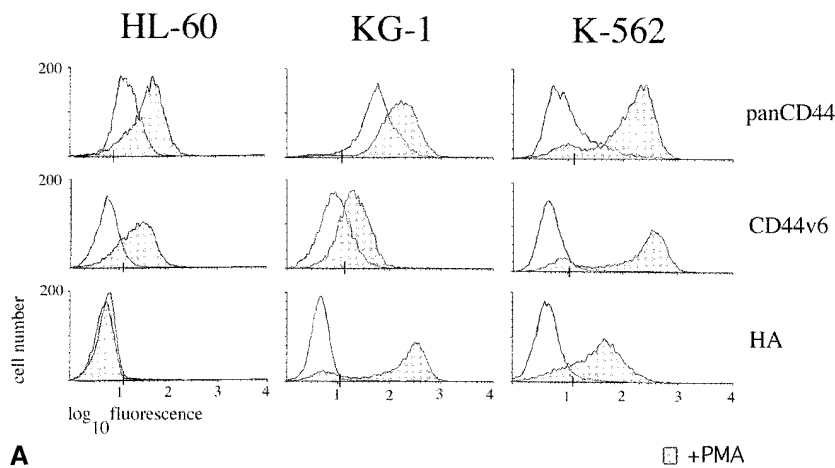 HL-60 KG-1 K-562
200
panCD44
200
CD44v6
200
HA
cell number
1 2 3 4 1 2 3 4 1 2 3 4
log10 fluorescence
A
+PMA